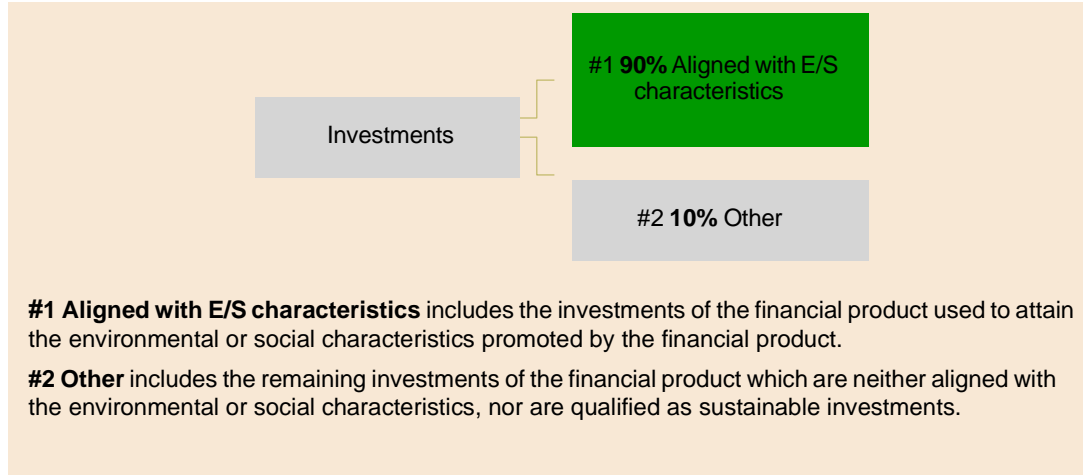 #1 90% Aligned with E/S
characteristics
Investments
#2 10% Other
#1 Aligned with E/S characteristics includes the investments of the financial product used to attain
the environmental or social characteristics promoted by the financial product.
#2 Other includes the remaining investments of the financial product which are neither aligned with
the environmental or social characteristics, nor are qualified as sustainable investments.